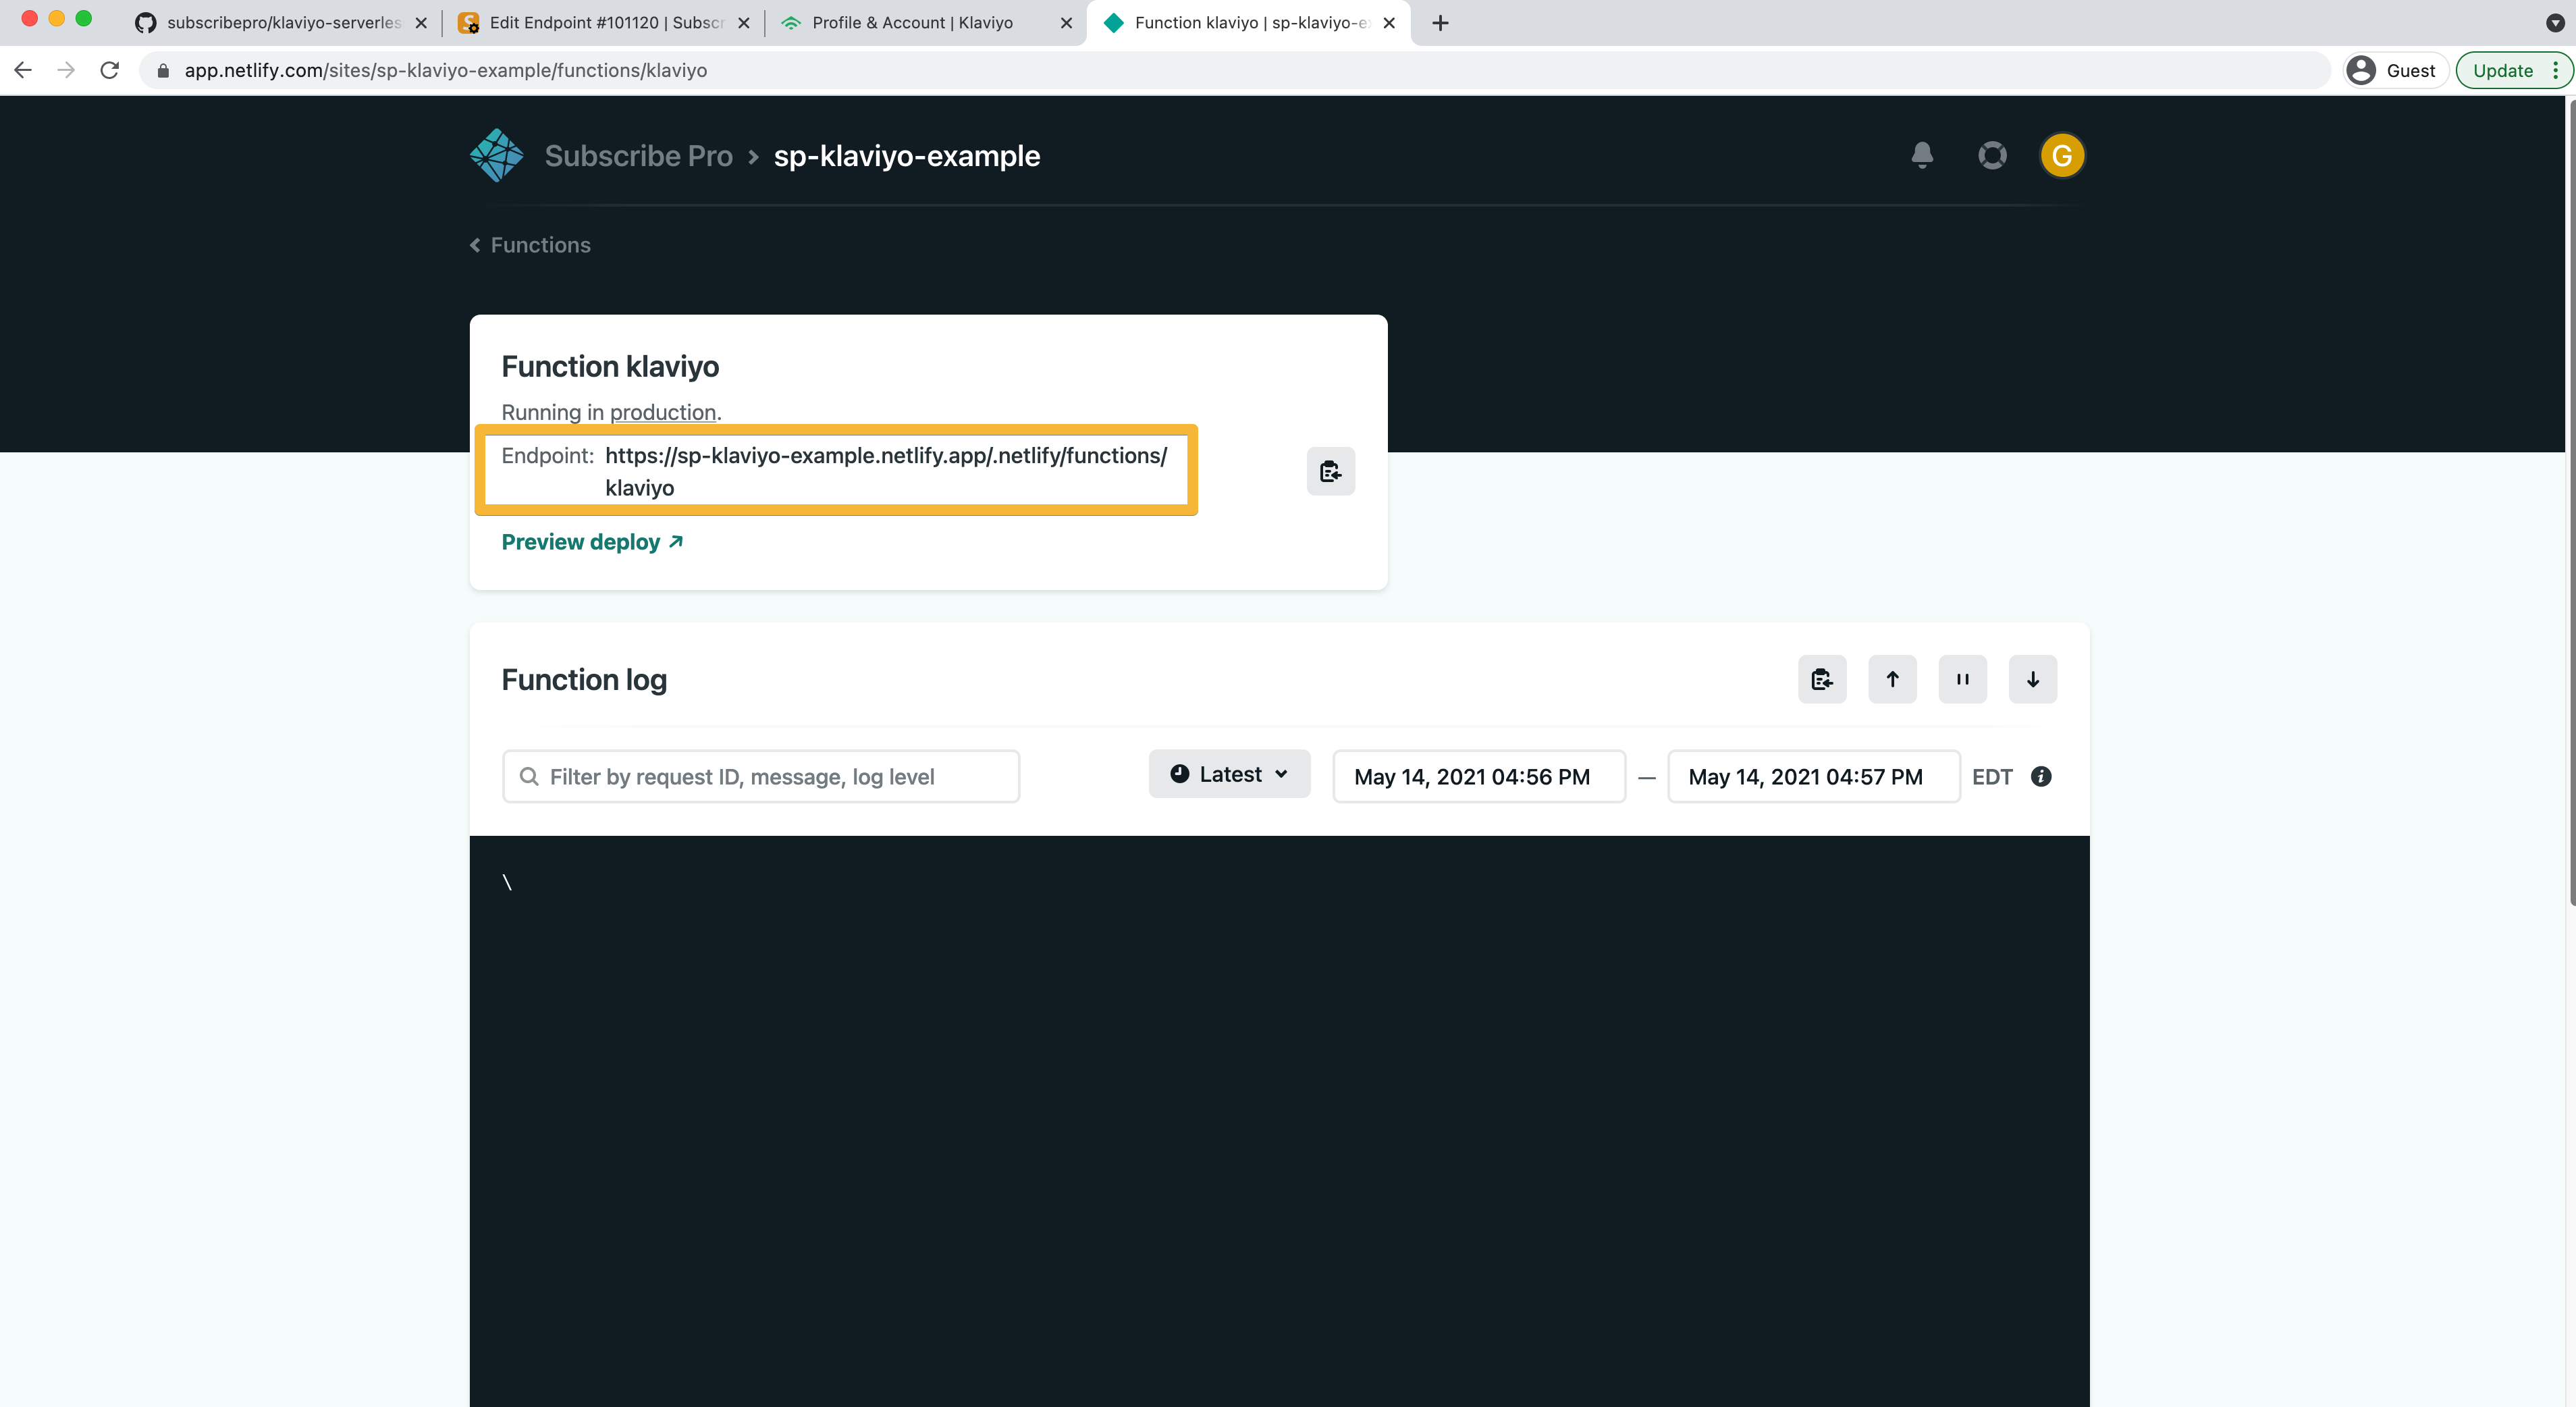 subscribepro/klaviyo-serverles
Edit Endpoint #101120 | Subscr
Profile & Account | Klaviyo
Function klaviyo | sp-klaviyo-e
app.netlify.com/sites/sp-klaviyo-example/functions/klaviyo
Guest
Update
Subscribe Pro > sp-klaviyo-example
G
Functions
Function klaviyo
Running in production.
Endpoint: https://sp-klaviyo-example.netlify.app/.netlify/functions/
klaviyo
Preview deploy ↗
Function log
Filter by request ID, message, log level
Latest
May 14, 2021 04:56 PM — May 14, 2021 04:57 PM EDT
\